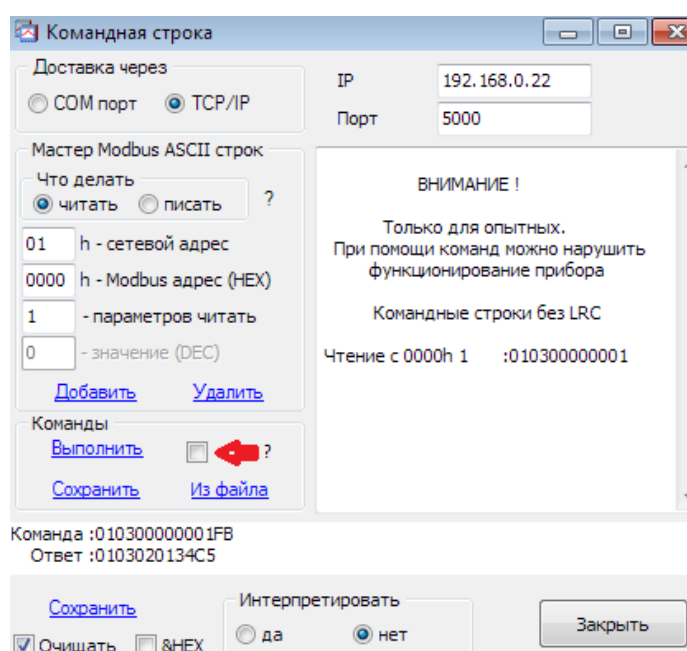 Командная строка
Доставка через
COM порт TCP/IP
IP 192.168.0.22
Порт 5000
Мастер Modbus ASCII строк
Что делать
читать писать ?
01 h - сетевой адрес
0000 h - Modbus адрес (HEX)
1 - параметров читать
0 - значение (DEC)
Добавить Удалить
Команды
Выполнить ?
Сохранить Из файла
ВНИМАНИЕ !
Только для опытных.
При помощи команд можно нарушить
функционирование прибора
Командные строки без LRC
Чтение с 0000h 1 :010300000001
Команда :010300000001FB
Ответ :0103020134C5
Сохранить
Очищать &HEX
Интерпретировать
да нет
Закрыть